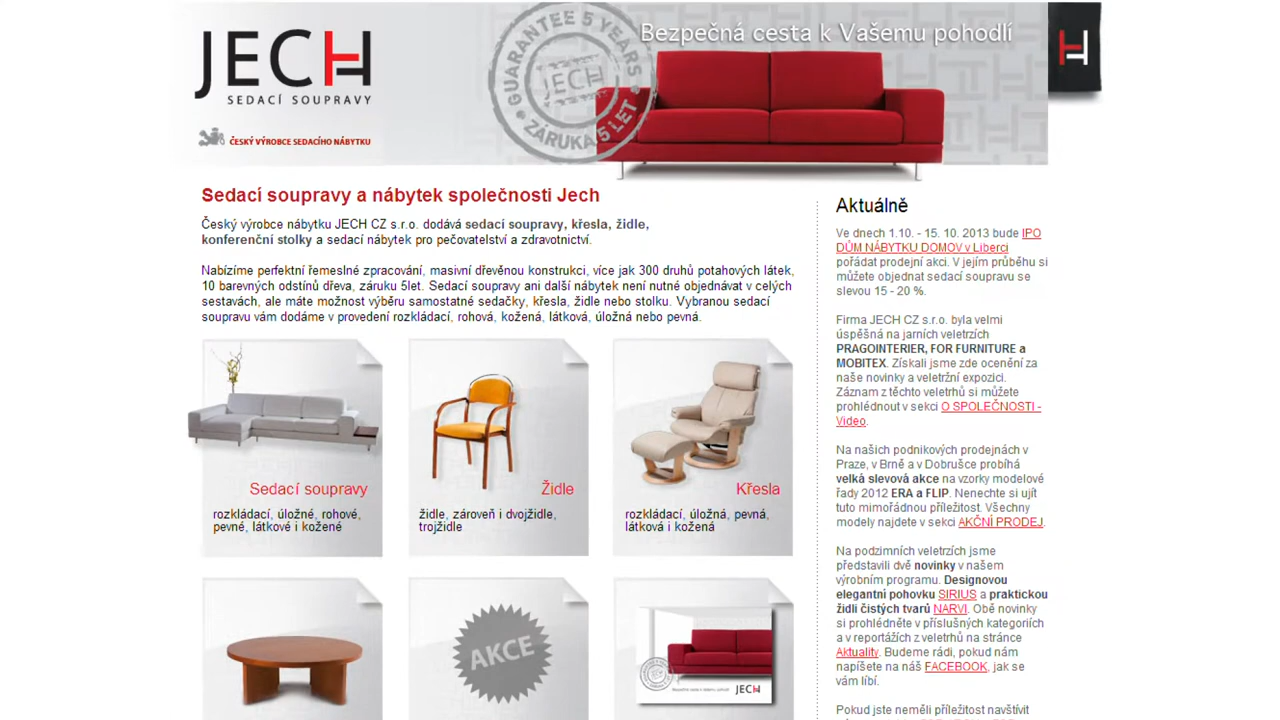 JECH
SEDACÍ SOUPRAVY
ČESKÝ VÝROBCE SEDACÍHO NÁBYTKU
GUARANTEE 5 YEARS
JECH
ZÁRUKA 5 LET
Bezpečná cesta k Vašemu pohodlí
Sedací soupravy a nábytek společnosti Jech
Český výrobce nábytku JECH CZ s.r.o. dodává sedací soupravy, křesla, židle,
konferenční stolky a sedací nábytek pro pečovatelství a zdravotnictví.
Nabízíme perfektní řemeslné zpracování, masivní dřevěnou konstrukci, více jak 300 druhů potahových látek,
10 barevných odstínů dřeva, záruku 5let. Sedací soupravy ani další nábytek není nutné objednávat v celých
sestavách, ale máte možnost výběru samostatné sedačky, křesla, židle nebo stolku. Vybranou sedací
soupravu vám dodáme v provedení rozkládací, rohová, kožená, látková, úložná nebo pevná.
Sedací soupravy
rozkládací, úložné, rohové,
pevné, látkové i kožené
Židle
židle, zároveň i dvojžidle,
trojžidle
Křesla
rozkládací, úložná, pevná,
látková i kožená
AKCE
Bezpečná cesta k Vašemu pohodlí
JECH
Aktuálně
Ve dnech 1.10. - 15. 10. 2013 bude IPO
DŮM NÁBYTKU DOMOV v Liberci
pořádat prodejní akci. V jejím průběhu si
můžete objednat sedací soupravu se
slevou 15 - 20 %.
Firma JECH CZ s.r.o. byla velmi
úspěšná na jarních veletrzích
PRAGOINTERIER, FOR FURNITURE a
MOBITEX. Získali jsme zde ocenění za
naše novinky a veletržní expozici.
Záznam z těchto veletrhů si můžete
prohlédnout v sekci O SPOLEČNOSTI -
Video.
Na našich podnikových prodejnách v
Praze, v Brně a v Dobrušce probíhá
velká slevová akce na vzorky modelové
řady 2012 ERA a FLIP. Nenechte si ujít
tuto mimořádnou příležitost. Všechny
modely najdete v sekci AKČNÍ PRODEJ.
Na podzimních veletrzích jsme
představili dvě novinky v našem
výrobním programu. Designovou
elegantní pohovku SIRIUS a praktickou
židli čistých tvarů NARVI. Obě novinky
si prohlédněte v příslušných kategoriích
a v reportážích z veletrhů na stránce
Aktuality. Budeme rádi, pokud nám
napíšete na náš FACEBOOK, jak se
vám líbí.
Pokud jste neměli příležitost navštívit